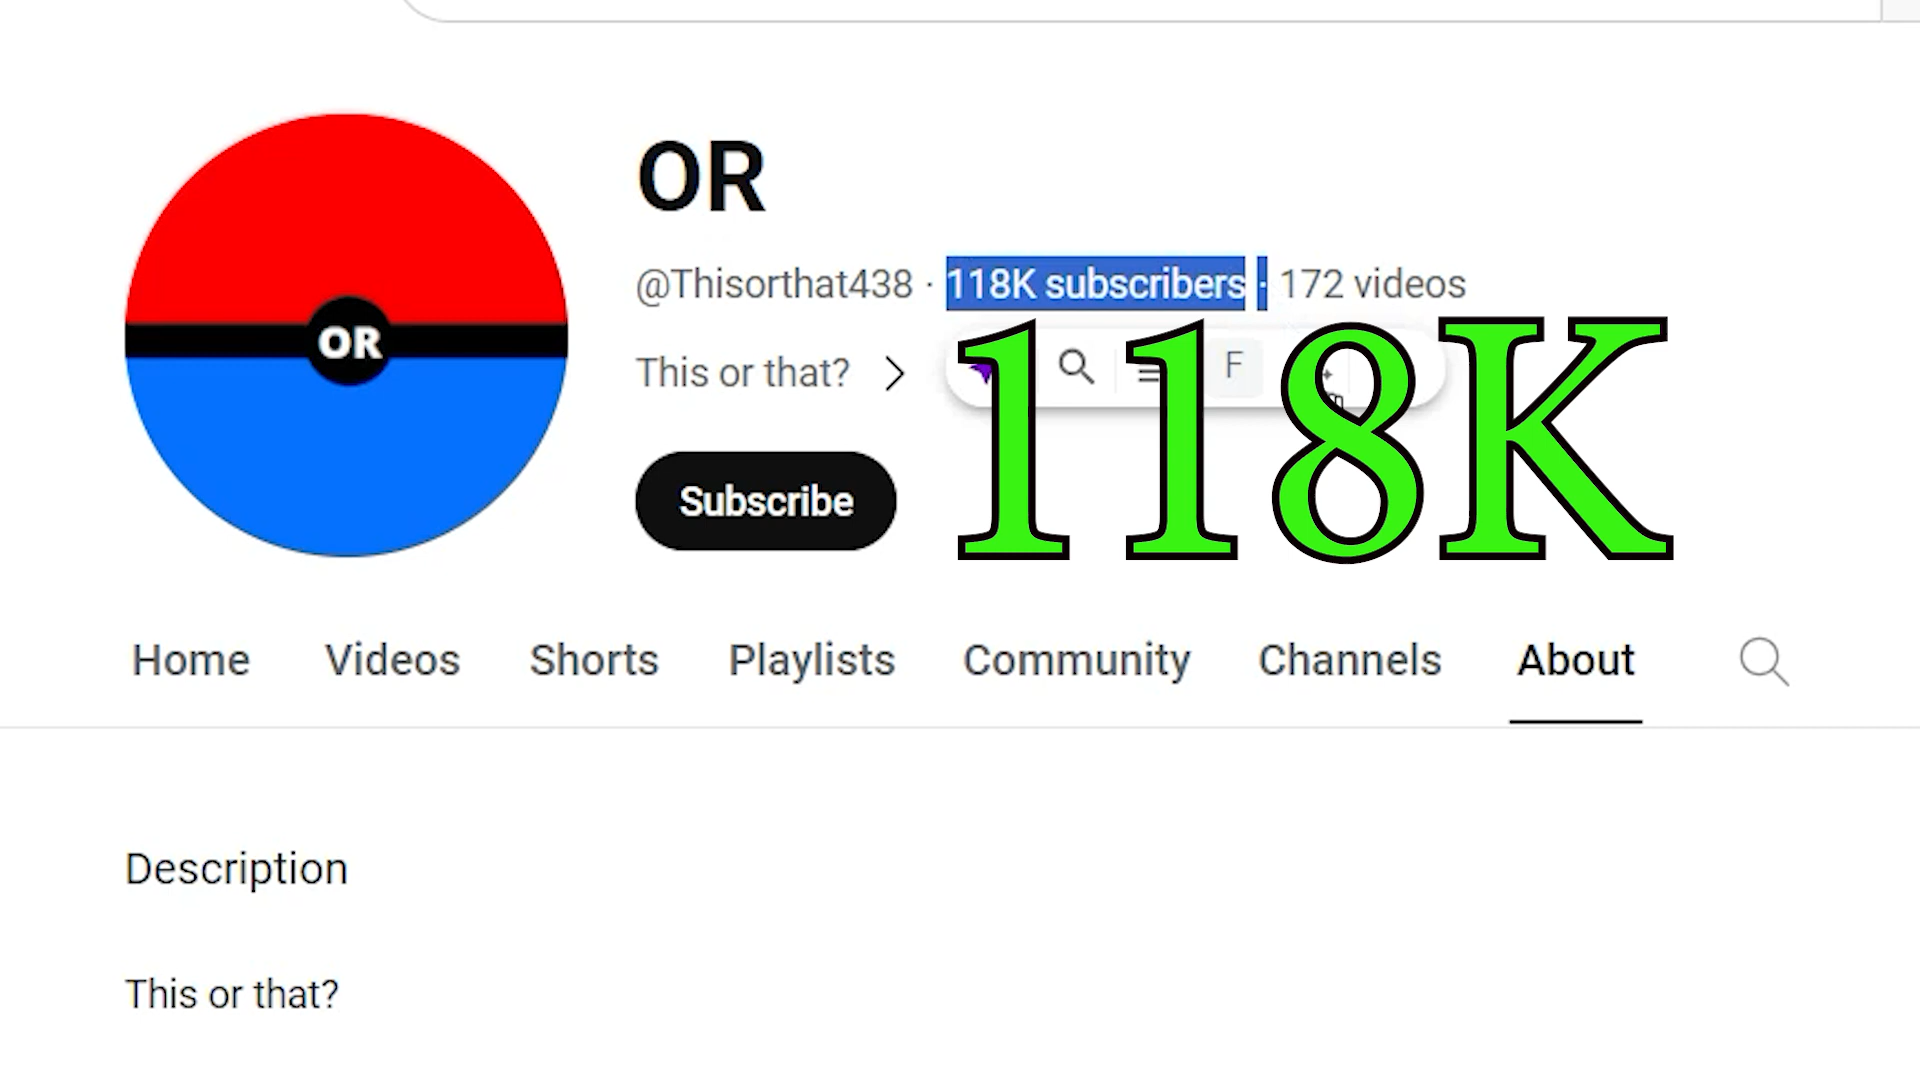 OR
OR
@Thisorthat438 · 118K subscribers · 172 videos
This or that?
F
118K
Subscribe
Home Videos Shorts Playlists Community Channels About
Description
This or that?